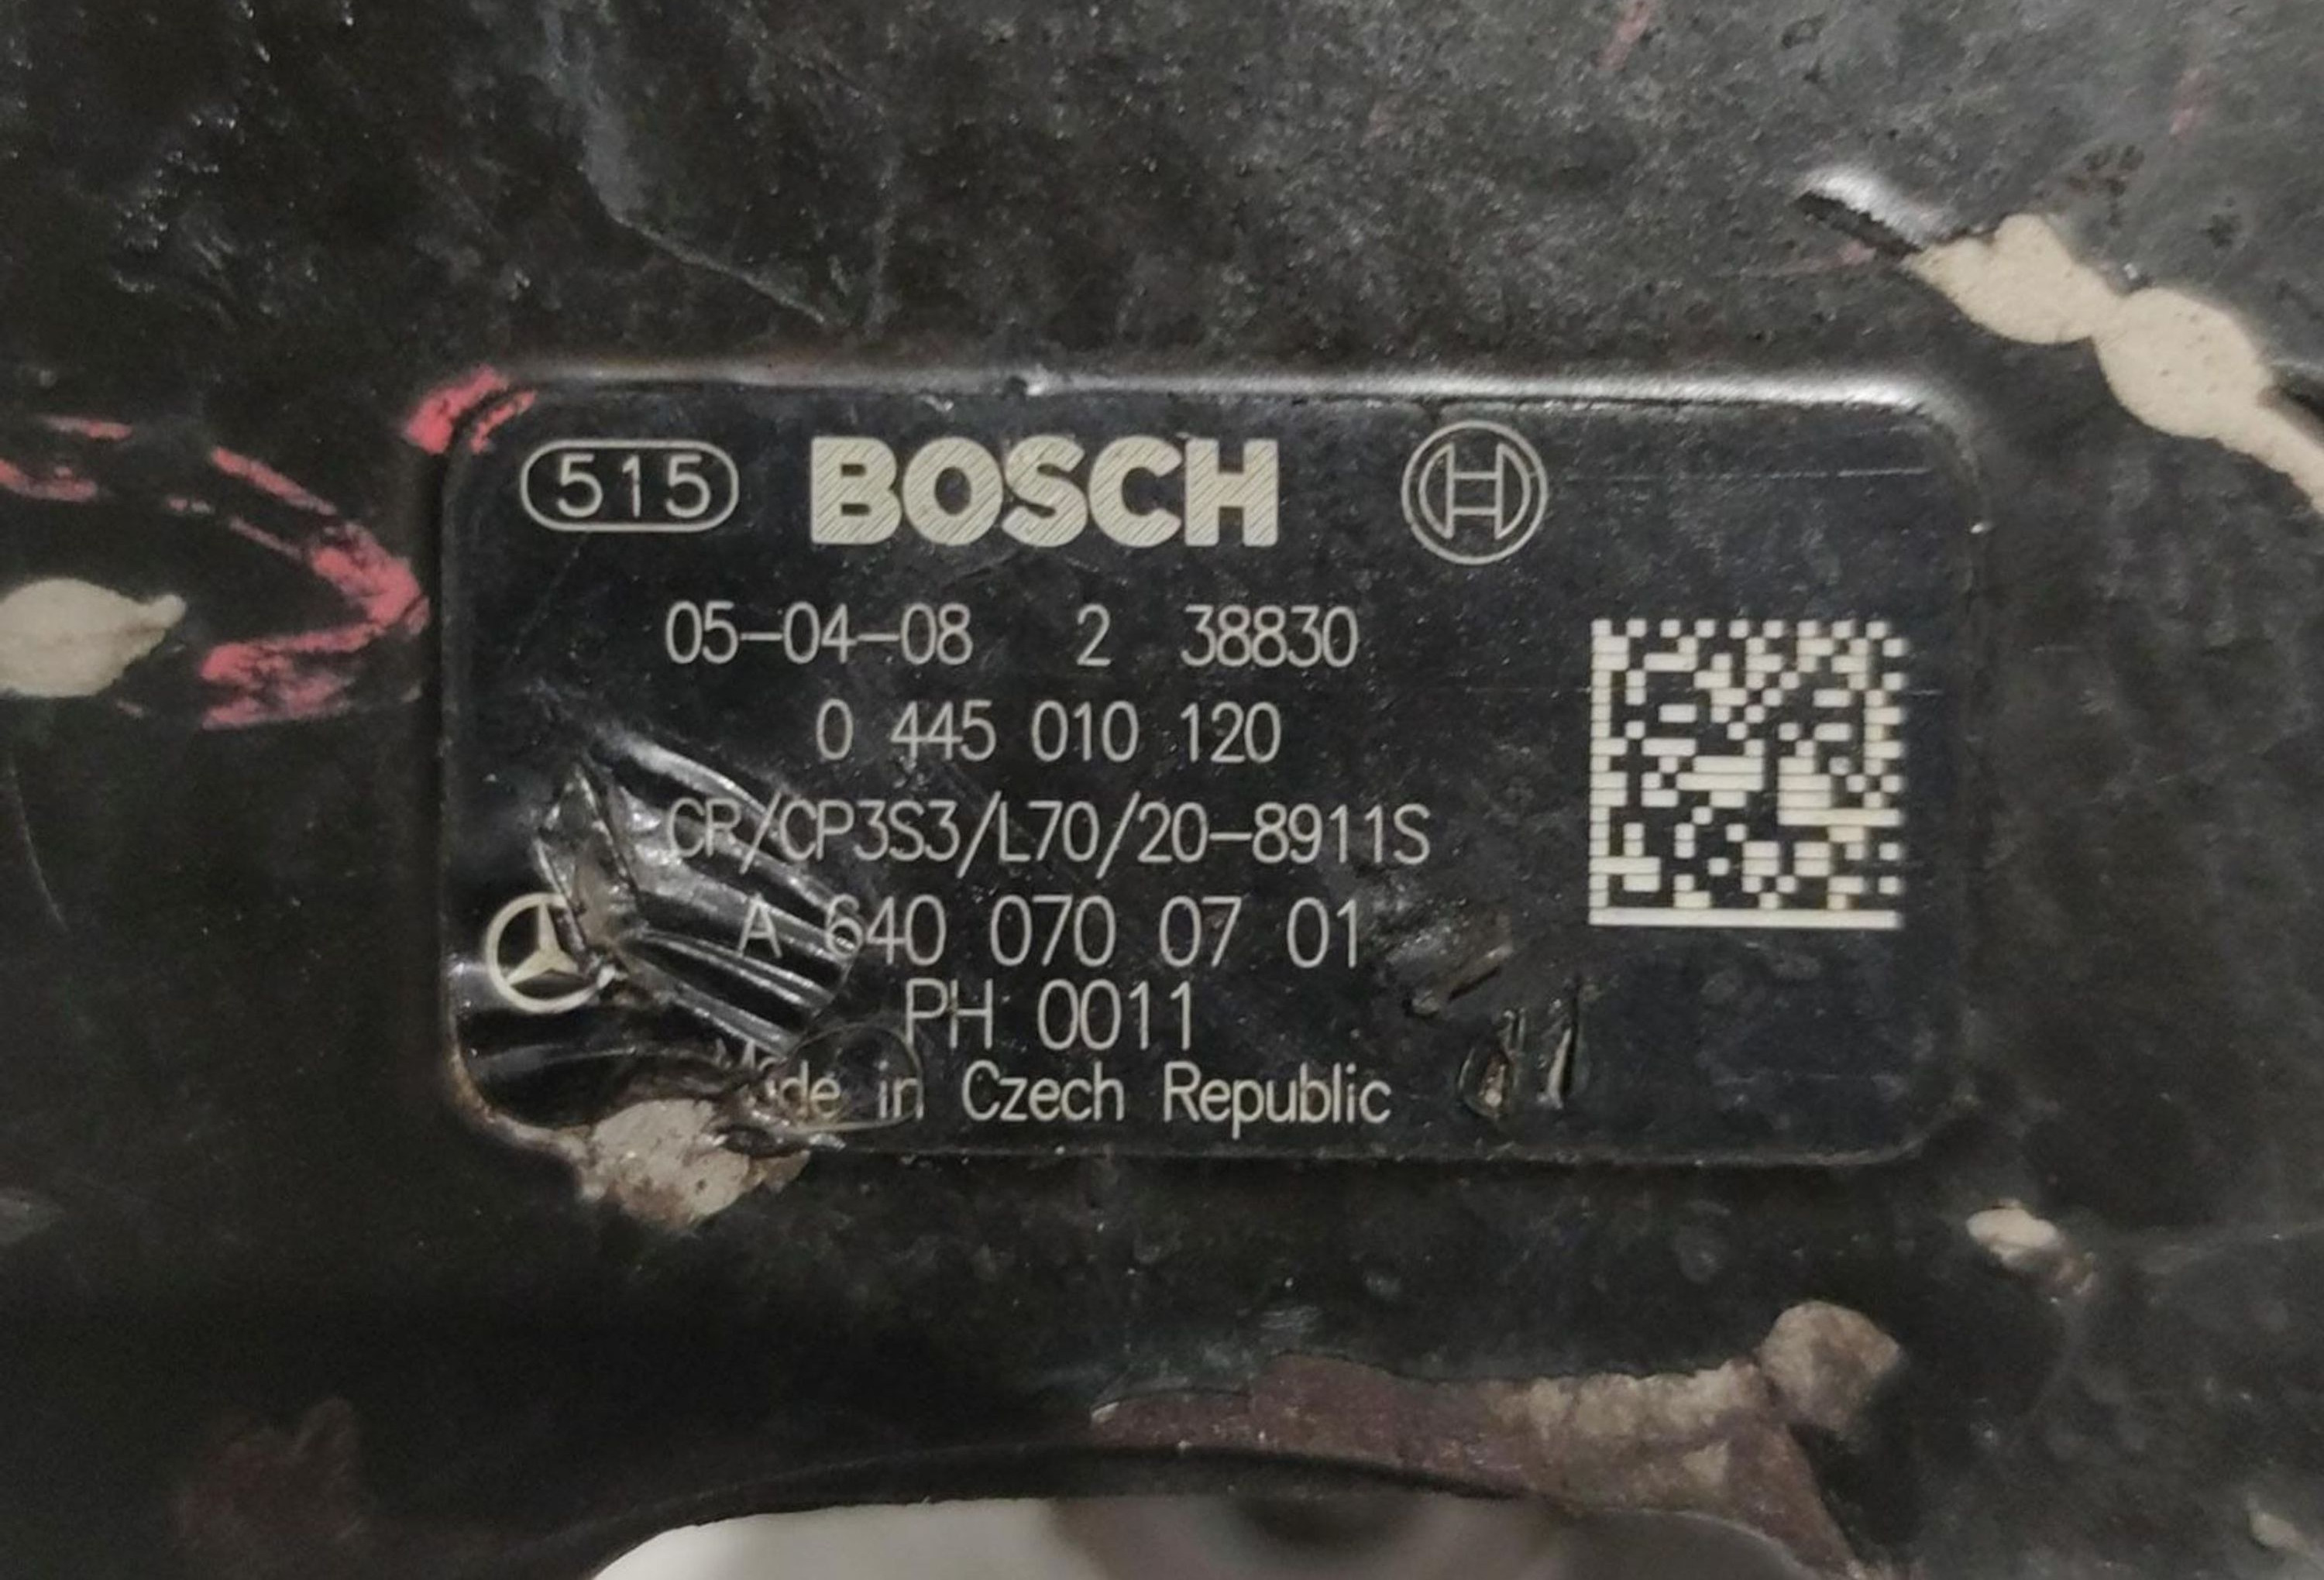 515 BOSCH
05-04-08 2 38830
0 445 010 120
CR/CP3S3/L70/20-8911S
A 640 070 07 01
PH 0011
in Czech Republic